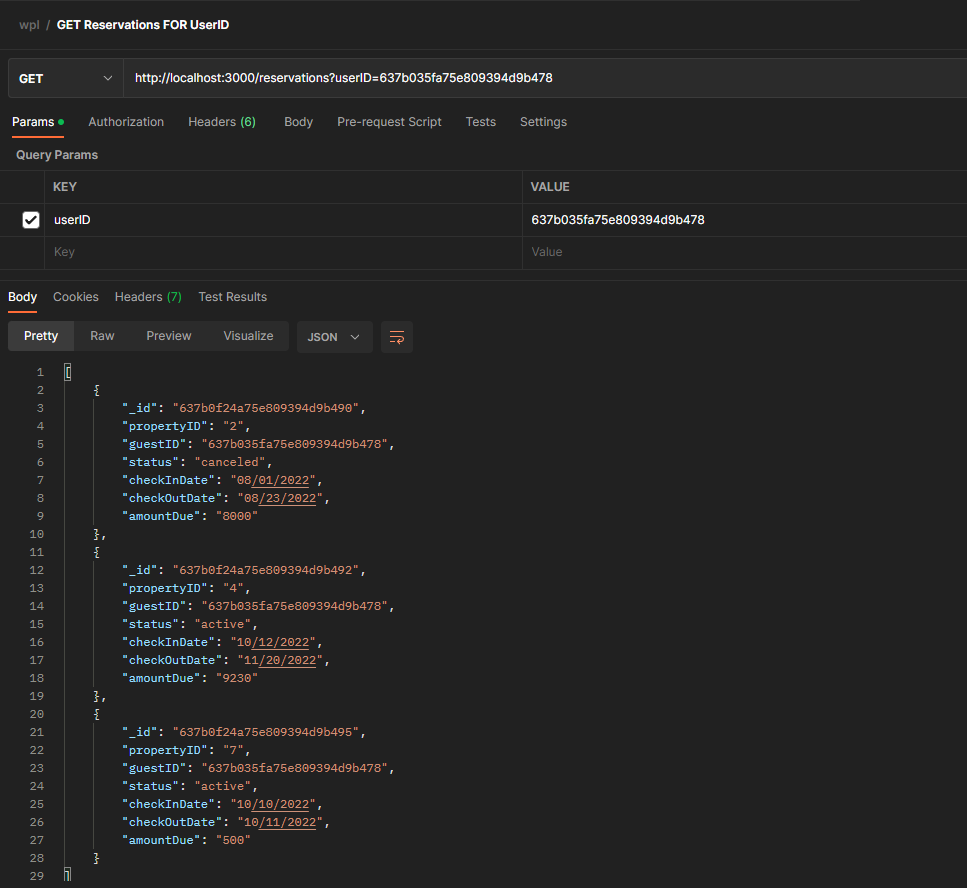 wpl / GET Reservations FOR UserID
GET http://localhost:3000/reservations?userID=637b035fa75e809394d9b478
Params Authorization Headers (6) Body Pre-request Script Tests Settings
Query Params
KEY VALUE
userID 637b035fa75e809394d9b478
Key Value
Body Cookies Headers (7) Test Results
Pretty Raw Preview Visualize JSON
1 [
2 {
3 "_id": "637b0f24a75e809394d9b490",
4 "propertyID": "2",
5 "guestID": "637b035fa75e809394d9b478",
6 "status": "canceled",
7 "checkInDate": "08/01/2022",
8 "checkOutDate": "08/23/2022",
9 "amountDue": "8000"
10 },
11 {
12 "_id": "637b0f24a75e809394d9b492",
13 "propertyID": "4",
14 "guestID": "637b035fa75e809394d9b478",
15 "status": "active",
16 "checkInDate": "10/12/2022",
17 "checkOutDate": "11/20/2022",
18 "amountDue": "9230"
19 },
20 {
21 "_id": "637b0f24a75e809394d9b495",
22 "propertyID": "7",
23 "guestID": "637b035fa75e809394d9b478",
24 "status": "active",
25 "checkInDate": "10/10/2022",
26 "checkOutDate": "10/11/2022",
27 "amountDue": "500"
28 }
29 ]